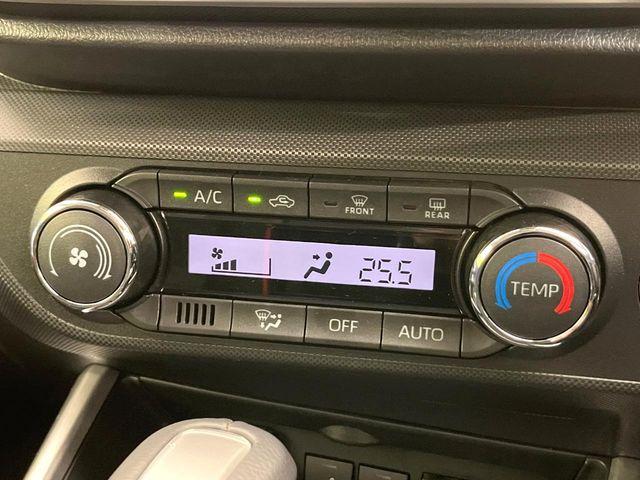 A/C
FRONT
REAR
25.5
TEMP
OFF
AUTO